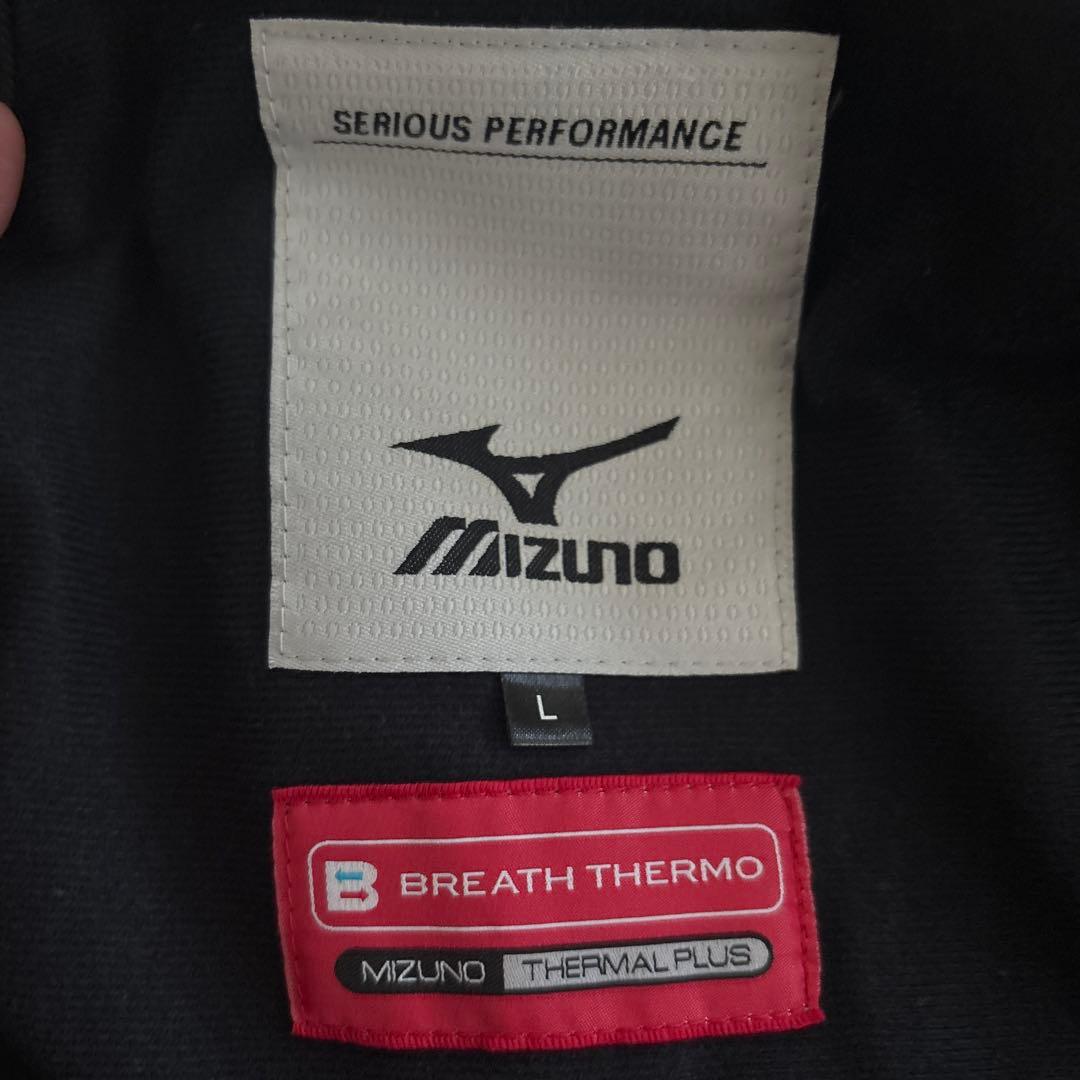 SERIOUS PERFORMANCE
MIZUNO
L
B BREATH THERMO
MIZUNO THERMAL PLUS